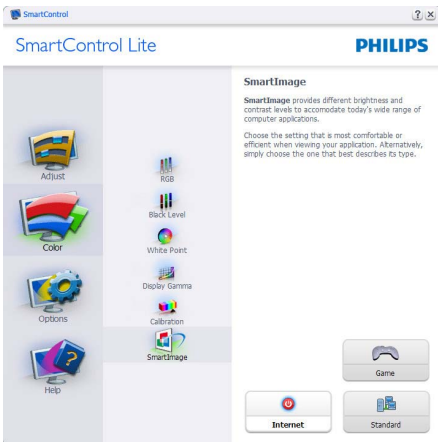 SmartControl
SmartControl Lite
PHILIPS
Adjust
Color
Options
Help
RGB
Black Level
White Point
Display Gamma
Calibration
SmartImage
SmartImage
SmartImage provides different brightness and
contrast levels to accomodate today's wide range of
computer applications.
Choose the setting that is most comfortable or
efficient when viewing your application. Alternatively,
simply choose the one that best describes its type.
Game
Internet
Standard